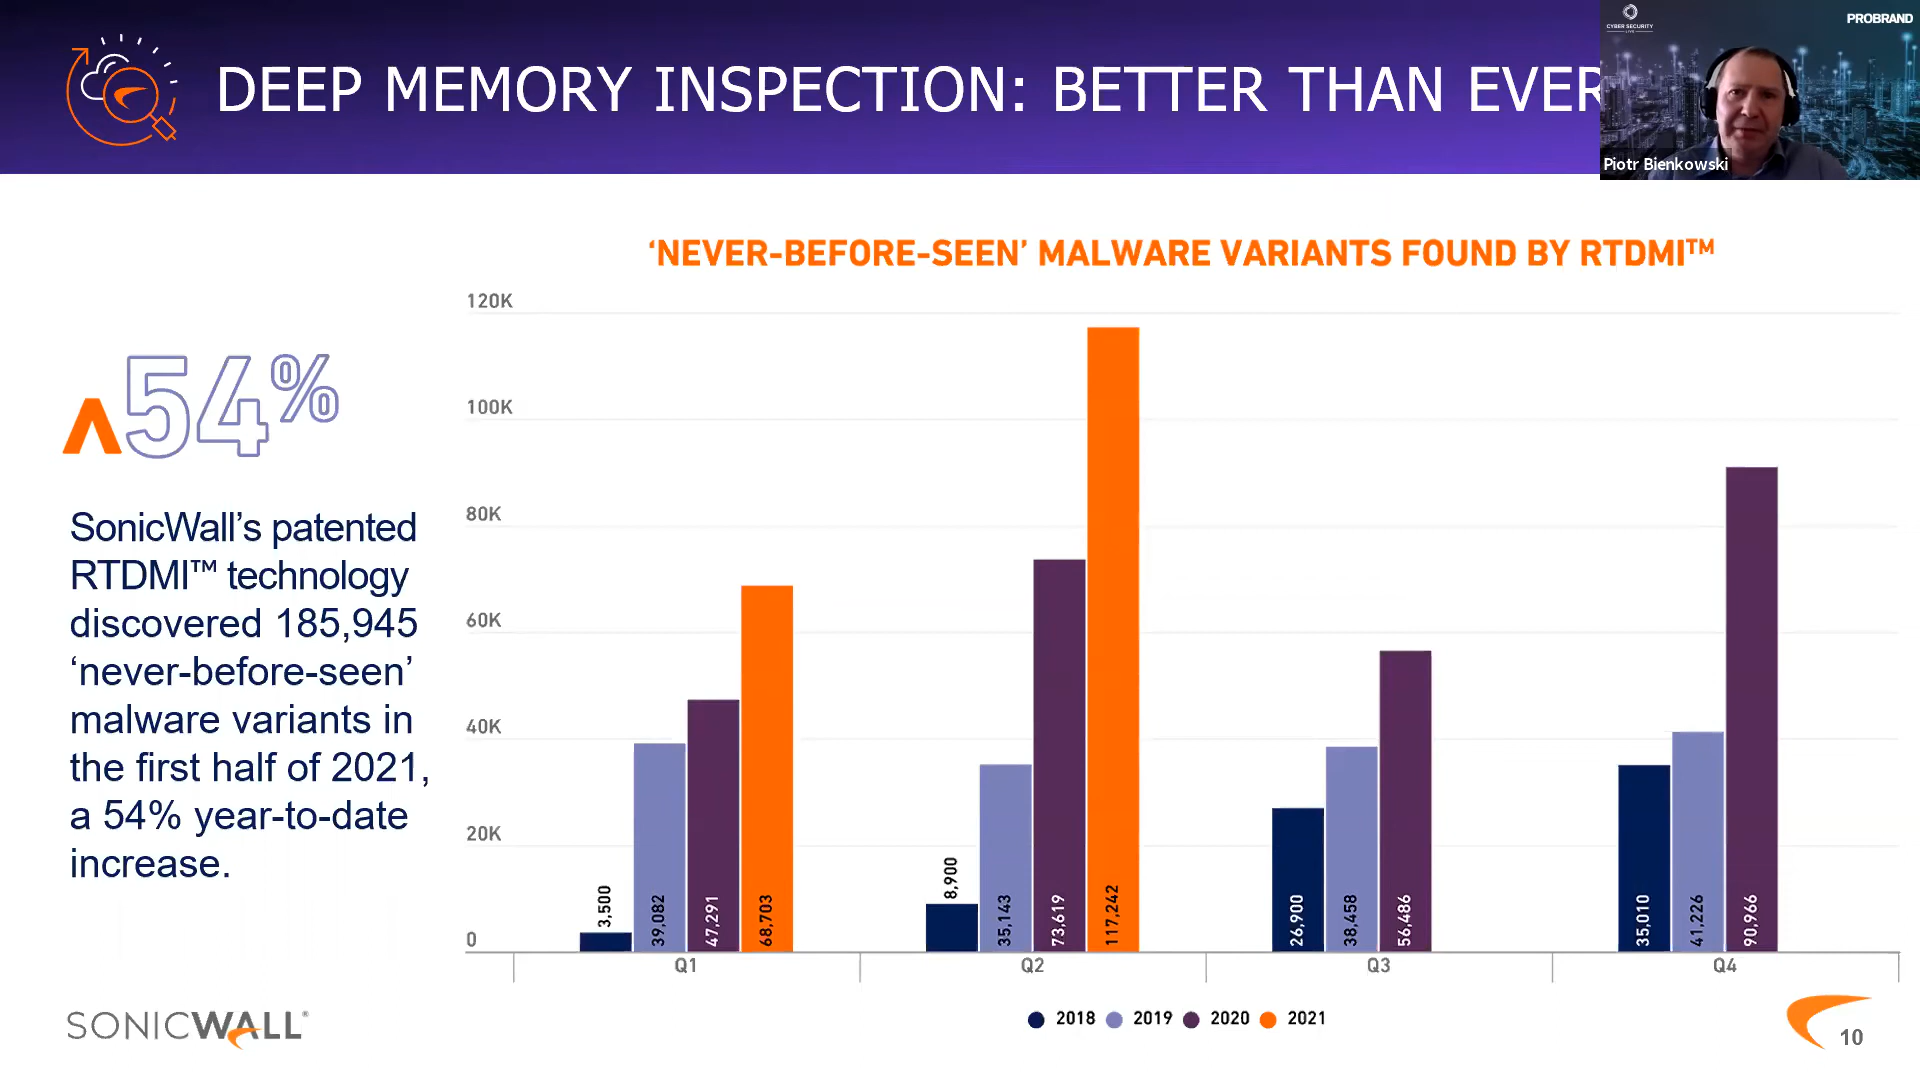 DEEP MEMORY INSPECTION: BETTER THAN EVER
CYBER SECURITY
LIVE
PROBRAND
Piotr Bienkowski
‘NEVER-BEFORE-SEEN’ MALWARE VARIANTS FOUND BY RTDMI™
54%
SonicWall’s patented
RTDMI™ technology
discovered 185,945
‘never-before-seen’
malware variants in
the first half of 2021,
a 54% year-to-date
increase.
120K
100K
80K
60K
40K
20K
0
3,500
39,082
47,291
68,703
8,900
35,143
73,619
117,242
26,900
38,458
56,486
35,010
41,226
90,966
Q1
Q2
Q3
Q4
2018 2019 2020 2021
SONICWALL®
10